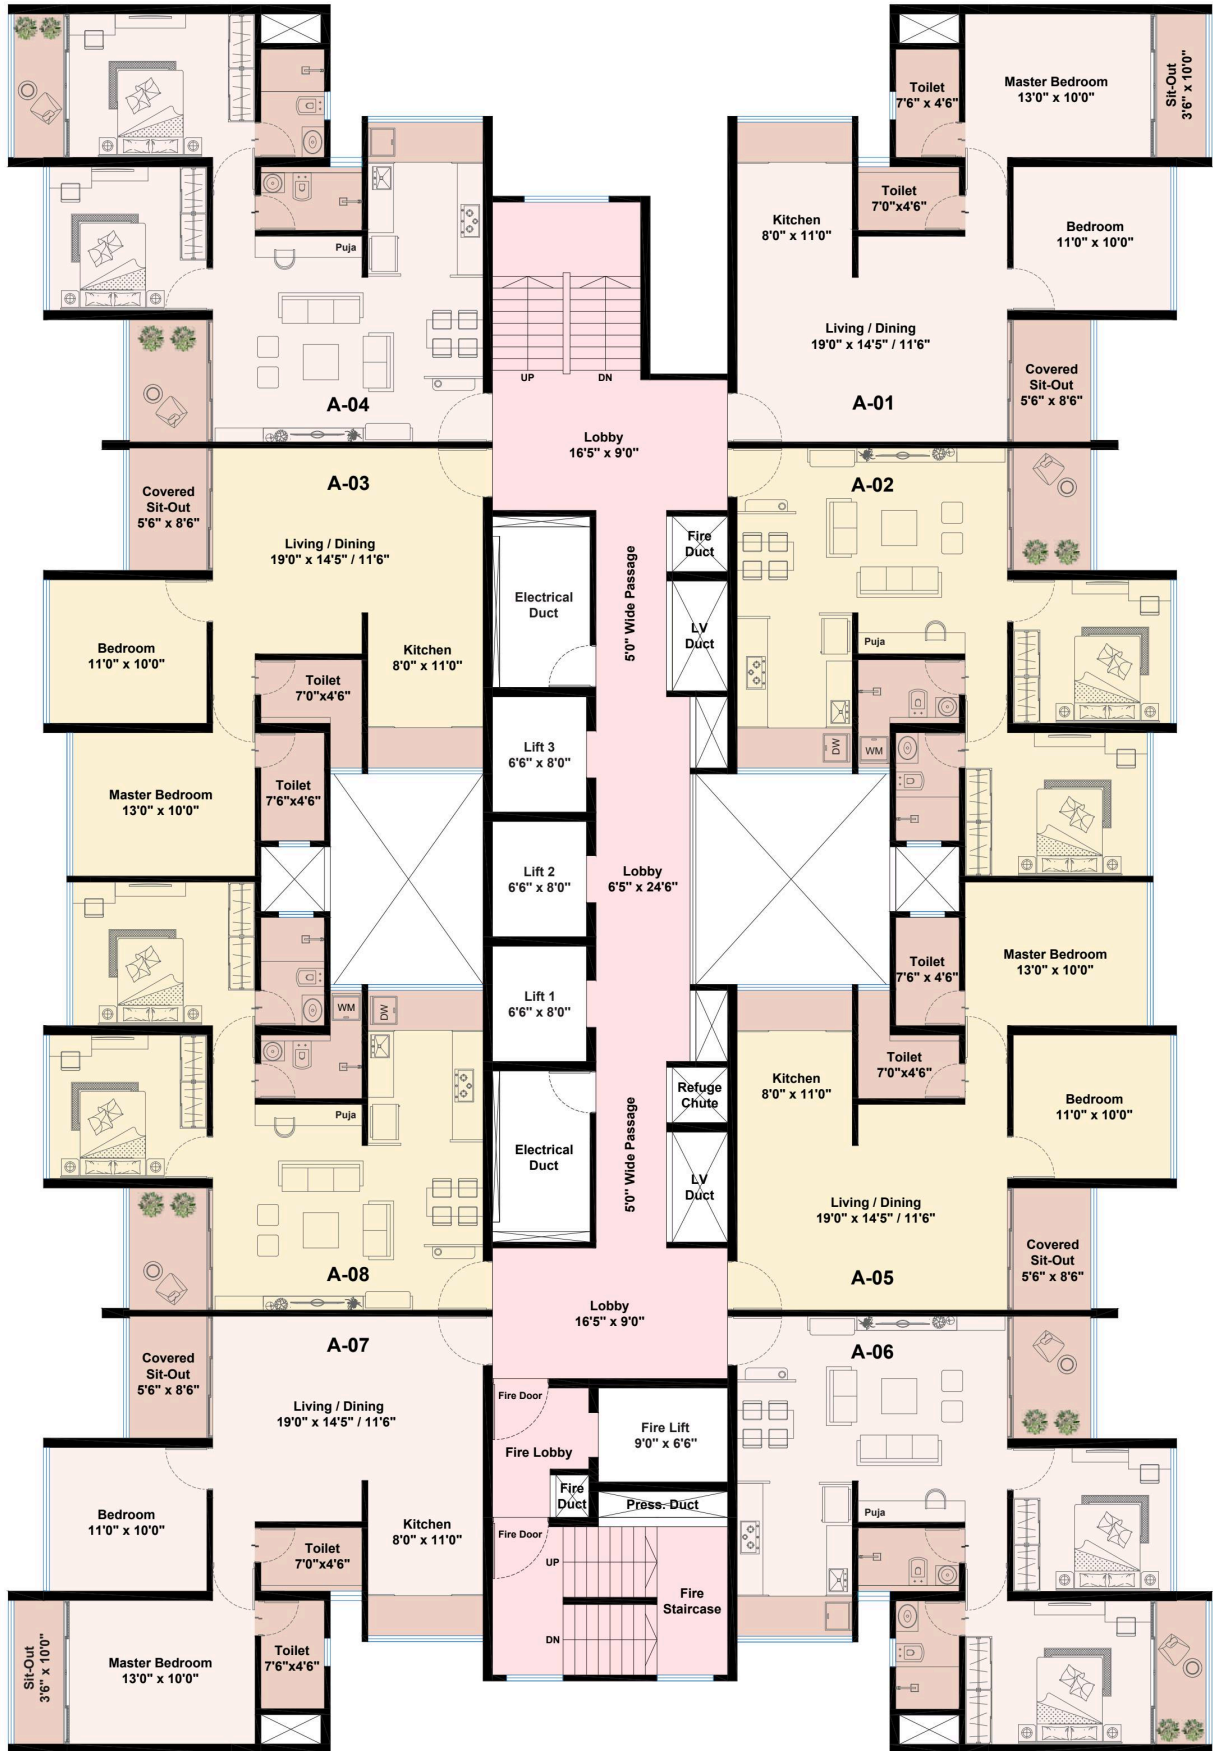 Toilet
7'6" x 4'6"
Master Bedroom
13'0" x 10'0"
Sit-Out
3'6" x 10'0"
Toilet
7'0"x4'6"
Kitchen
8'0" x 11'0"
Bedroom
11'0" x 10'0"
Puja
Living / Dining
19'0" x 14'5" / 11'6"
Covered
Sit-Out
5'6" x 8'6"
UP
DN
A-04
A-01
Lobby
16'5" x 9'0"
A-03
A-02
Covered
Sit-Out
5'6" x 8'6"
Living / Dining
19'0" x 14'5" / 11'6"
Fire
Duct
5'0" Wide Passage
Electrical
Duct
LV
Duct
Puja
Bedroom
11'0" x 10'0"
Kitchen
8'0" x 11'0"
Toilet
7'0"x4'6"
Lift 3
6'6" x 8'0"
DW
WM
Master Bedroom
13'0" x 10'0"
Toilet
7'6"x4'6"
Lift 2
6'6" x 8'0"
Lobby
6'5" x 24'6"
Toilet
7'6" x 4'6"
Master Bedroom
13'0" x 10'0"
Lift 1
6'6" x 8'0"
WM
DW
Toilet
7'0"x4'6"
Kitchen
8'0" x 11'0"
Refuge
Chute
Bedroom
11'0" x 10'0"
Puja
5'0" Wide Passage
Electrical
Duct
LV
Duct
Living / Dining
19'0" x 14'5" / 11'6"
Covered
Sit-Out
5'6" x 8'6"
A-08
A-05
Lobby
16'5" x 9'0"
A-07
A-06
Covered
Sit-Out
5'6" x 8'6"
Living / Dining
19'0" x 14'5" / 11'6"
Fire Door
Fire Lift
9'0" x 6'6"
Fire Lobby
Fire
Duct
Press. Duct
Puja
Bedroom
11'0" x 10'0"
Kitchen
8'0" x 11'0"
Fire Door
Toilet
7'0"x4'6"
UP
Fire
Staircase
DN
Sit-Out
3'6" x 10'0"
Master Bedroom
13'0" x 10'0"
Toilet
7'6"x4'6"